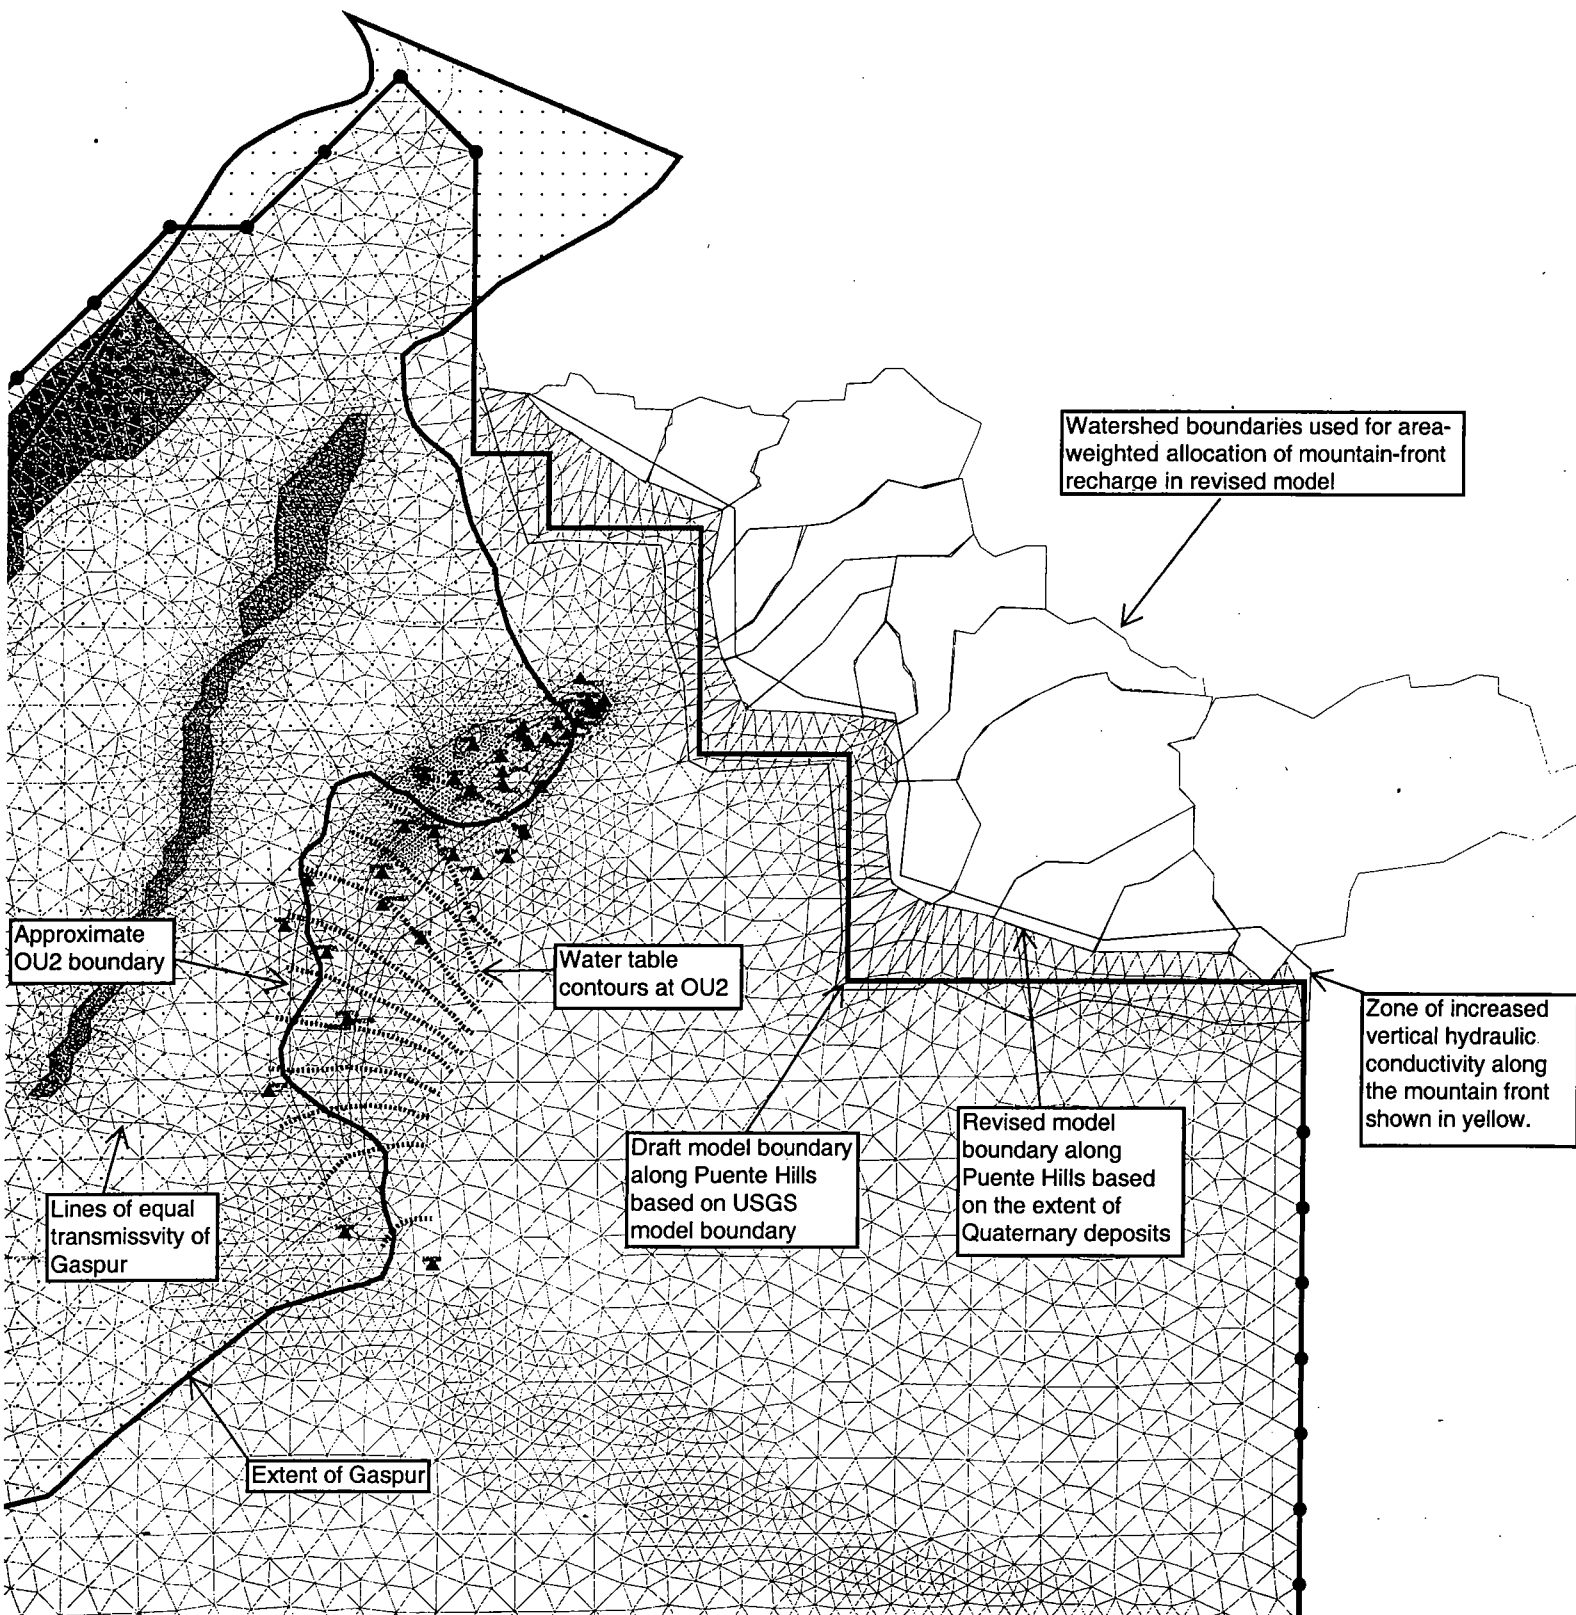 Watershed boundaries used for area-
weighted allocation of mountain-front
recharge in revised model
Approximate
OU2 boundary
Water table
contours at OU2
Zone of increased
vertical hydraulic
conductivity along
the mountain front
shown in yellow.
Draft model boundary
along Puente Hills
based on USGS
model boundary
Revised model
boundary along
Puente Hills based
on the extent of
Quaternary deposits
Lines of equal
transmissvity of
Gaspur
Extent of Gaspur